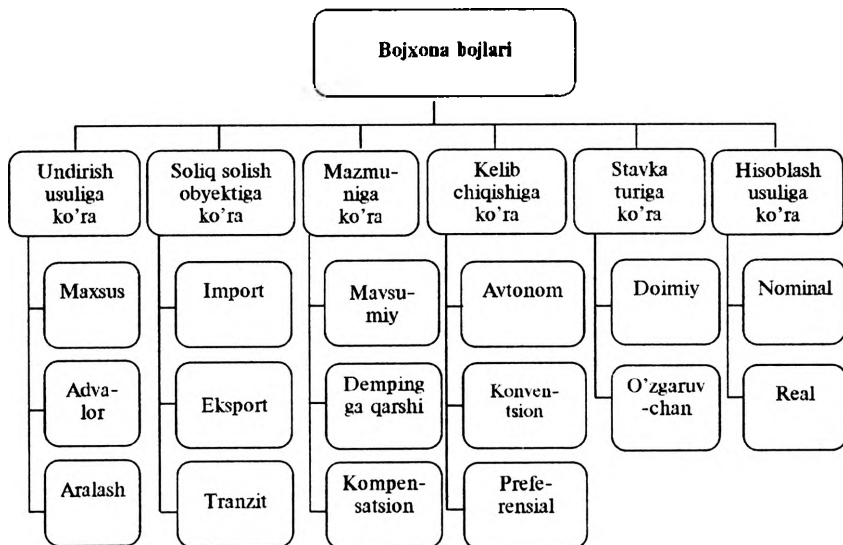 Bojxona bojlari
Undirish
usuliga
ko’ra
Soliq solish
obyektiga
ko’ra
Mazmu-
niga
ko’ra
Kelib
chiqishiga
ko’ra
Stavka
turiga
ko’ra
Hisoblash
usuliga
ko’ra
Maxsus
Import
Mavsu-
miy
Avtonom
Doimiy
Nominal
Adva-
lor
Eksport
Demping
ga qarshi
Konven-
tsion
O’zgaruv
-chan
Real
Aralash
Tranzit
Kompen-
satsion
Prefe-
rensial